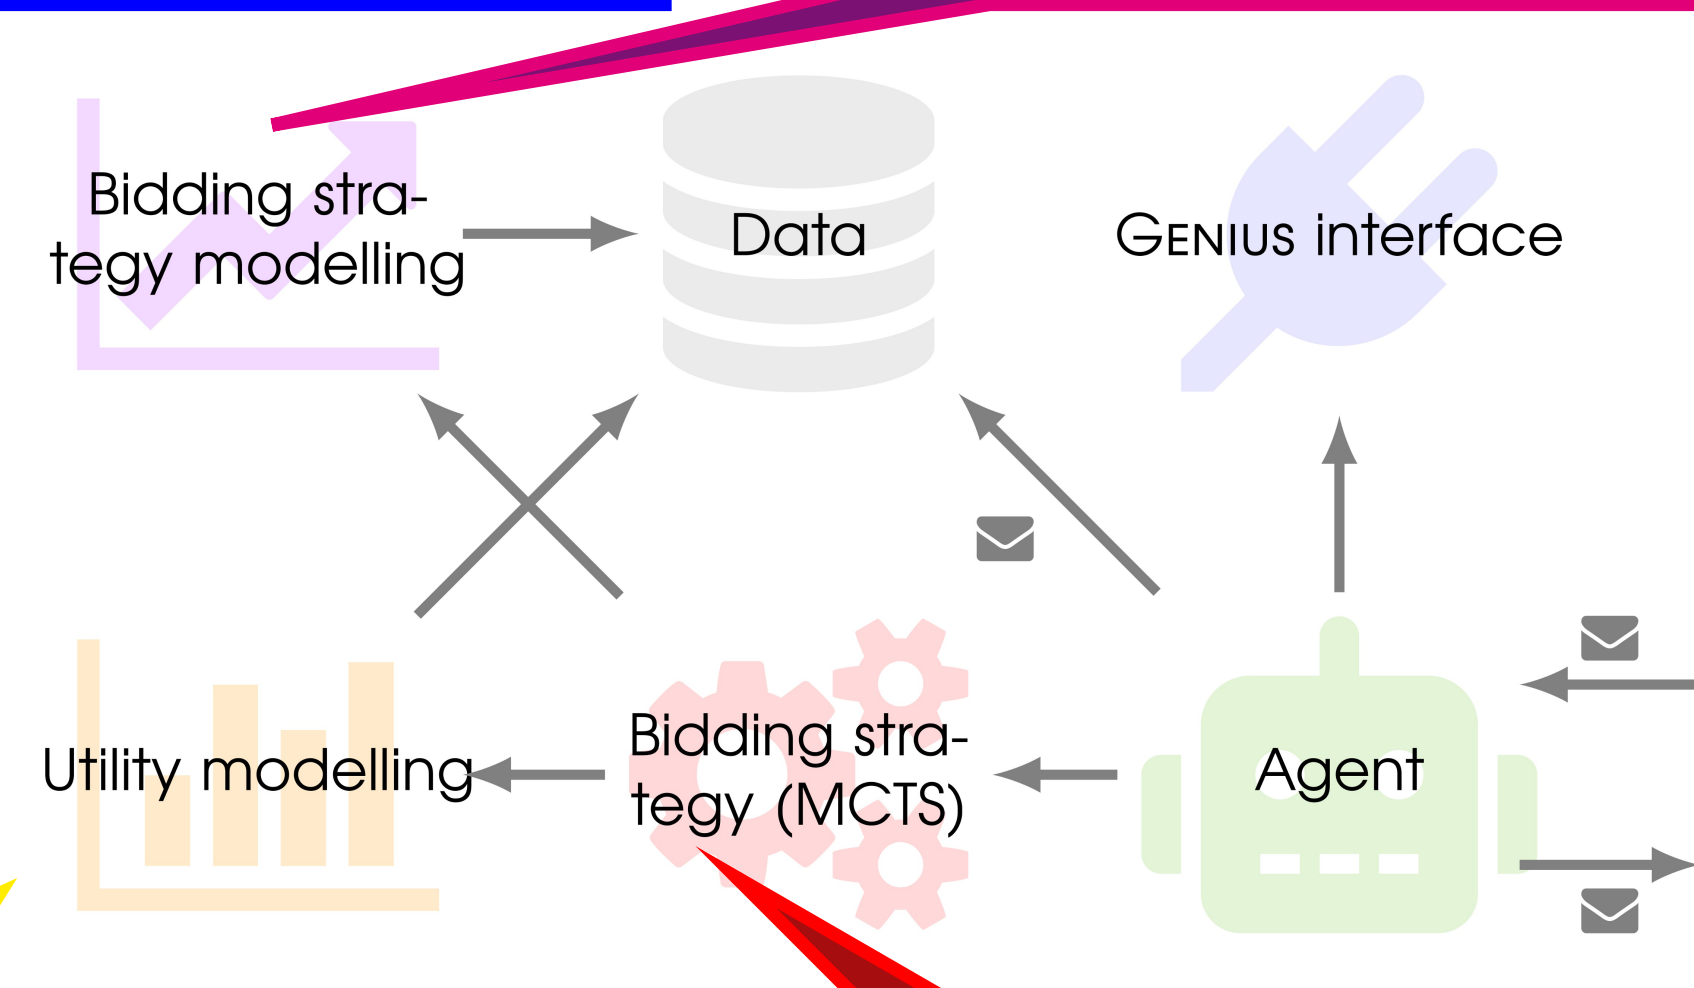 Bidding stra-
tegy modelling
Data
GENIUS interface
Utility modelling
Bidding stra-
tegy (MCTS)
Agent